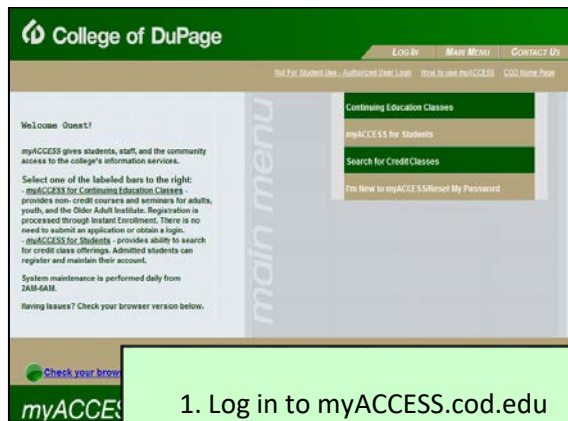 College of DuPage
LOG IN MAIN MENU CONTACT US
Not For Student Use - Authorized User Login How to use myACCESS COD Home Page
main menu
Continuing Education Classes
myACCESS for Students
Search for Credit Classes
I'm New to myACCESS/Reset My Password
Welcome Guest!
myACCESS gives students, staff, and the community
access to the college's information services.
Select one of the labeled bars to the right:
- myACCESS for Continuing Education Classes -
provides non- credit courses and seminars for adults,
youth, and the Older Adult Institute. Registration is
processed through Instant Enrollment. There is no
need to submit an application or obtain a login.
- myACCESS for Students - provides ability to search
for credit class offerings. Admitted students can
register and maintain their account.
System maintenance is performed daily from
2AM-6AM.
Having Issues? Check your browser version below.
Check your brow
myACCES
1. Log in to myACCESS.cod.edu